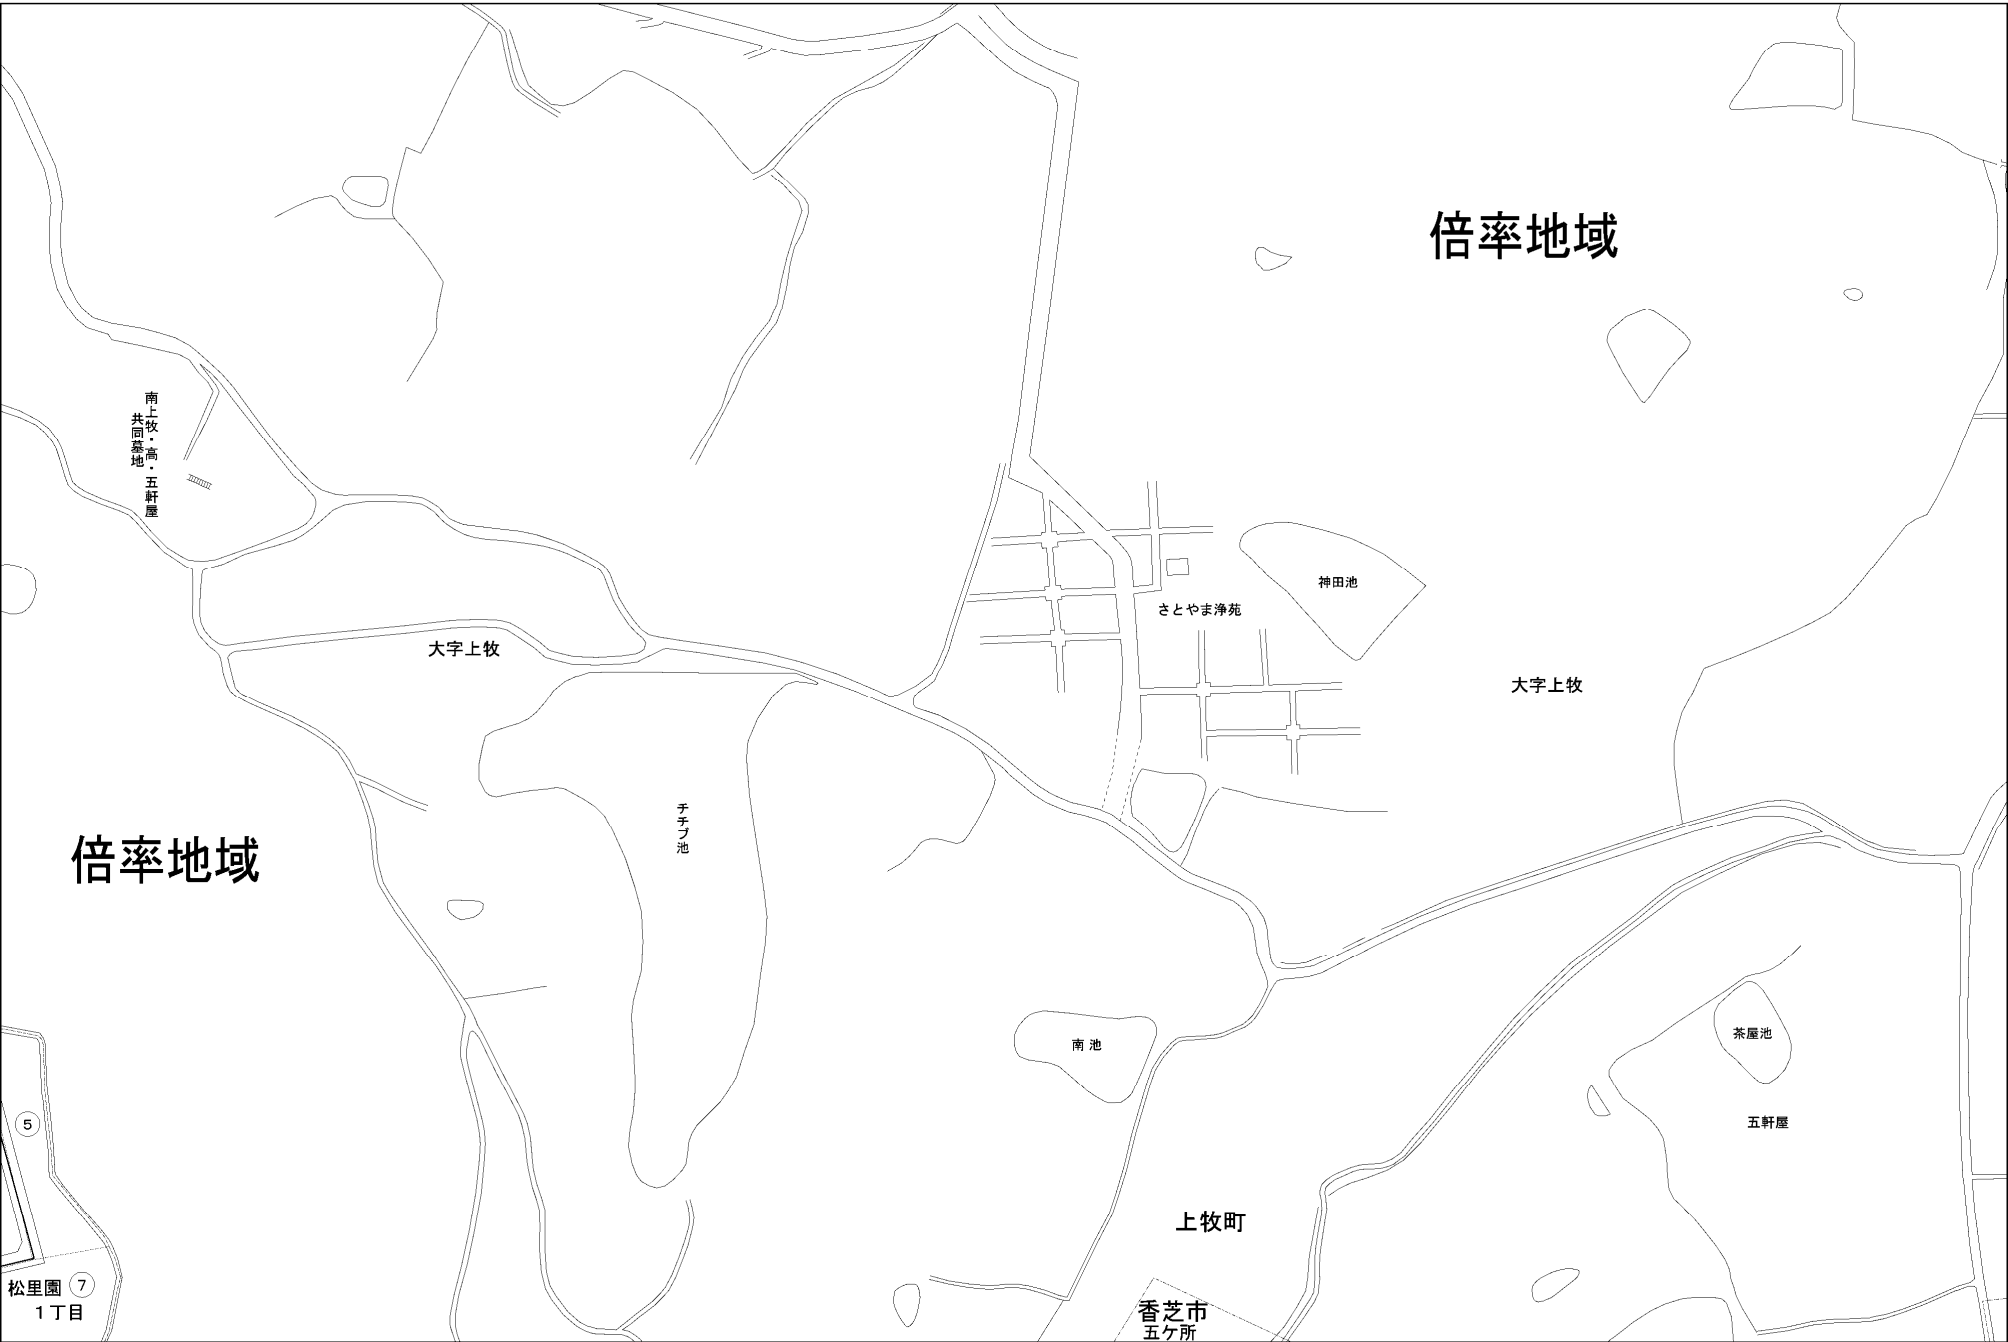 倍率地域
南上牧・高・五軒屋
共同墓地
神田池
さとやま浄苑
大字上牧
大字上牧
チチブ池
倍率地域
南池
茶屋池
五軒屋
⑤
上牧町
松里園 ⑦
1丁目
香芝市
五ケ所